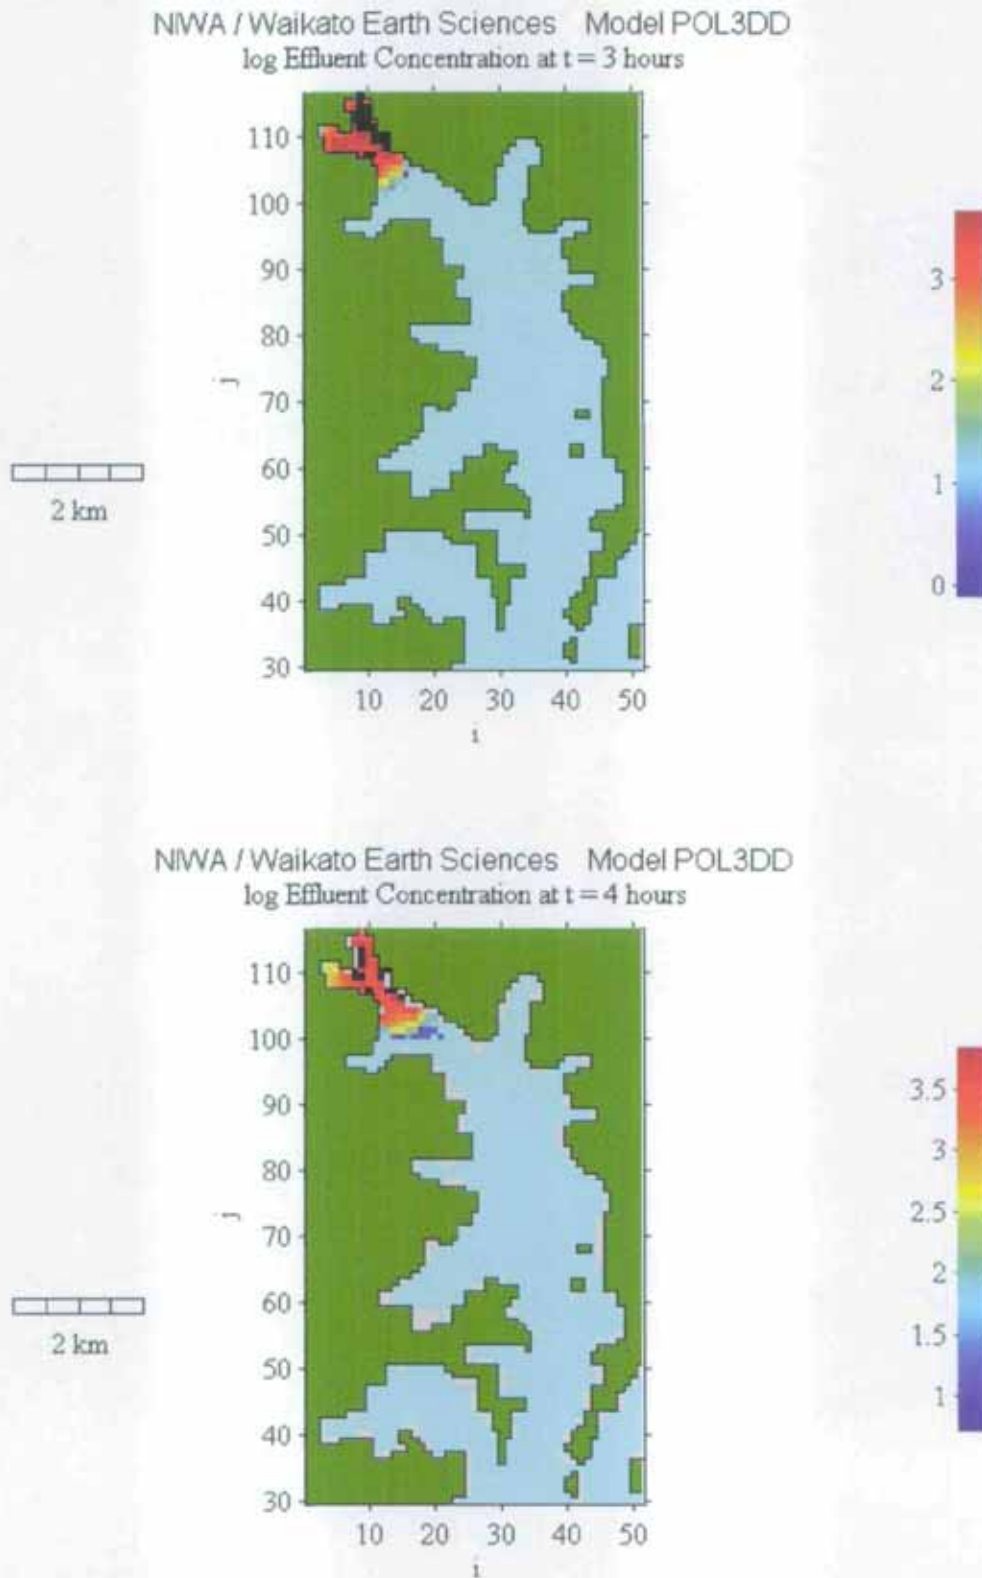 NIWA / Waikato Earth Sciences Model POL3DD
log Effluent Concentration at t = 3 hours
110
100
90
80
70
60
50
40
30
j
10 20 30 40 50
i
2 km
3
2
1
0
NIWA / Waikato Earth Sciences Model POL3DD
log Effluent Concentration at t = 4 hours
110
100
90
80
70
60
50
40
30
j
10 20 30 40 50
i
2 km
3.5
3
2.5
2
1.5
1